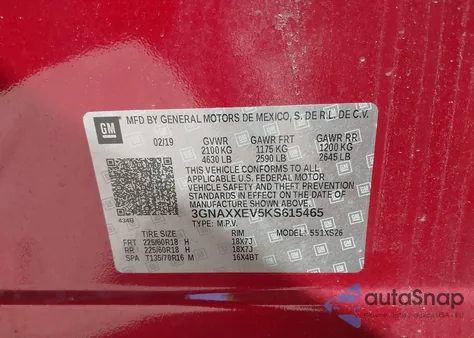 MFD BY GENERAL MOTORS DE MEXICO, S. DE R.L. DE C.V.
GM
02/19 GVWR GAWR FRT GAWR RR
2100 KG 1175 KG 1200 KG
4630 LB 2590 LB 2645 LB
THIS VEHICLE CONFORMS TO ALL
APPLICABLE U.S. FEDERAL MOTOR
VEHICLE SAFETY AND THEFT PREVENTION
STANDARDS IN EFFECT ON THE DATE OF
MANUFACTURE SHOWN ABOVE.
3GNAXXEV5KS615465
TYPE: M.P.V. MODEL: 551XS26
TIRE SIZE RIM
FRT 225/60R18 H 18X7J
RR 225/60R18 H 18X7J
SPA T135/70R16 M 16X4BT
autoSnap